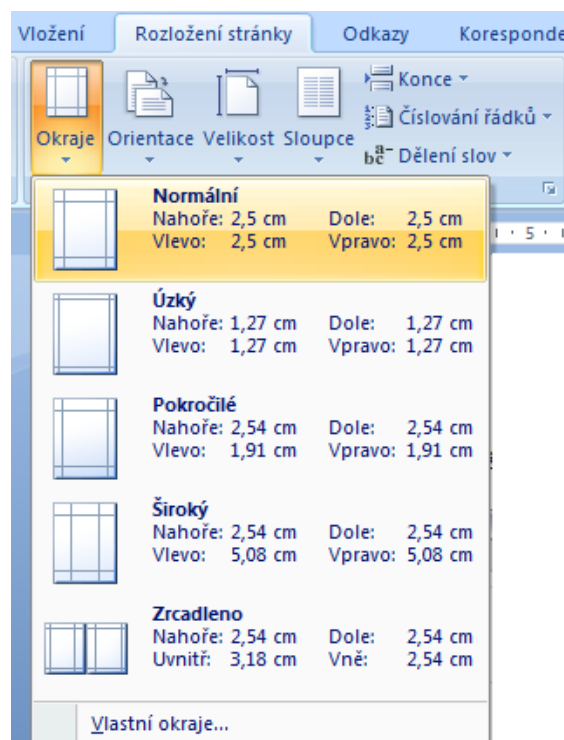 Vložení Rozložení stránky Odkazy Koresponde
Okraje Orientace Velikost Sloupce
Konce
Číslování řádků
Dělení slov
5
Normální
Nahoře: 2,5 cm Dole: 2,5 cm
Vlevo: 2,5 cm Vpravo: 2,5 cm
Úzký
Nahoře: 1,27 cm Dole: 1,27 cm
Vlevo: 1,27 cm Vpravo: 1,27 cm
Pokročilé
Nahoře: 2,54 cm Dole: 2,54 cm
Vlevo: 1,91 cm Vpravo: 1,91 cm
Široký
Nahoře: 2,54 cm Dole: 2,54 cm
Vlevo: 5,08 cm Vpravo: 5,08 cm
Zrcadleno
Nahoře: 2,54 cm Dole: 2,54 cm
Uvnitř: 3,18 cm Vně: 2,54 cm
Vlastní okraje...